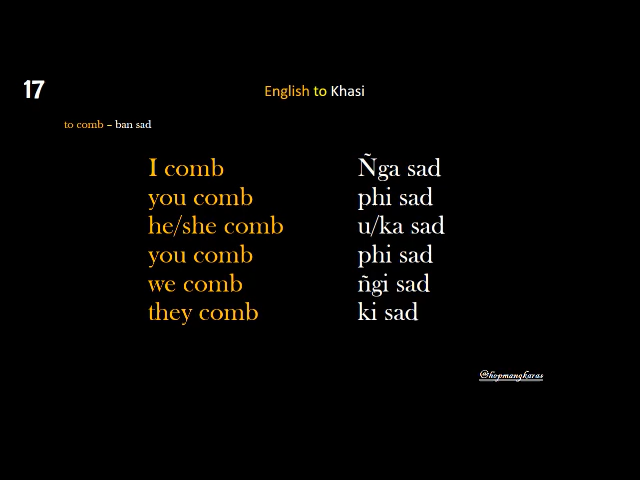 17
English to Khasi
to comb – ban sad
I comb Ñga sad
you comb phi sad
he/she comb u/ka sad
you comb phi sad
we comb ñgi sad
they comb ki sad
@hopmangkaras